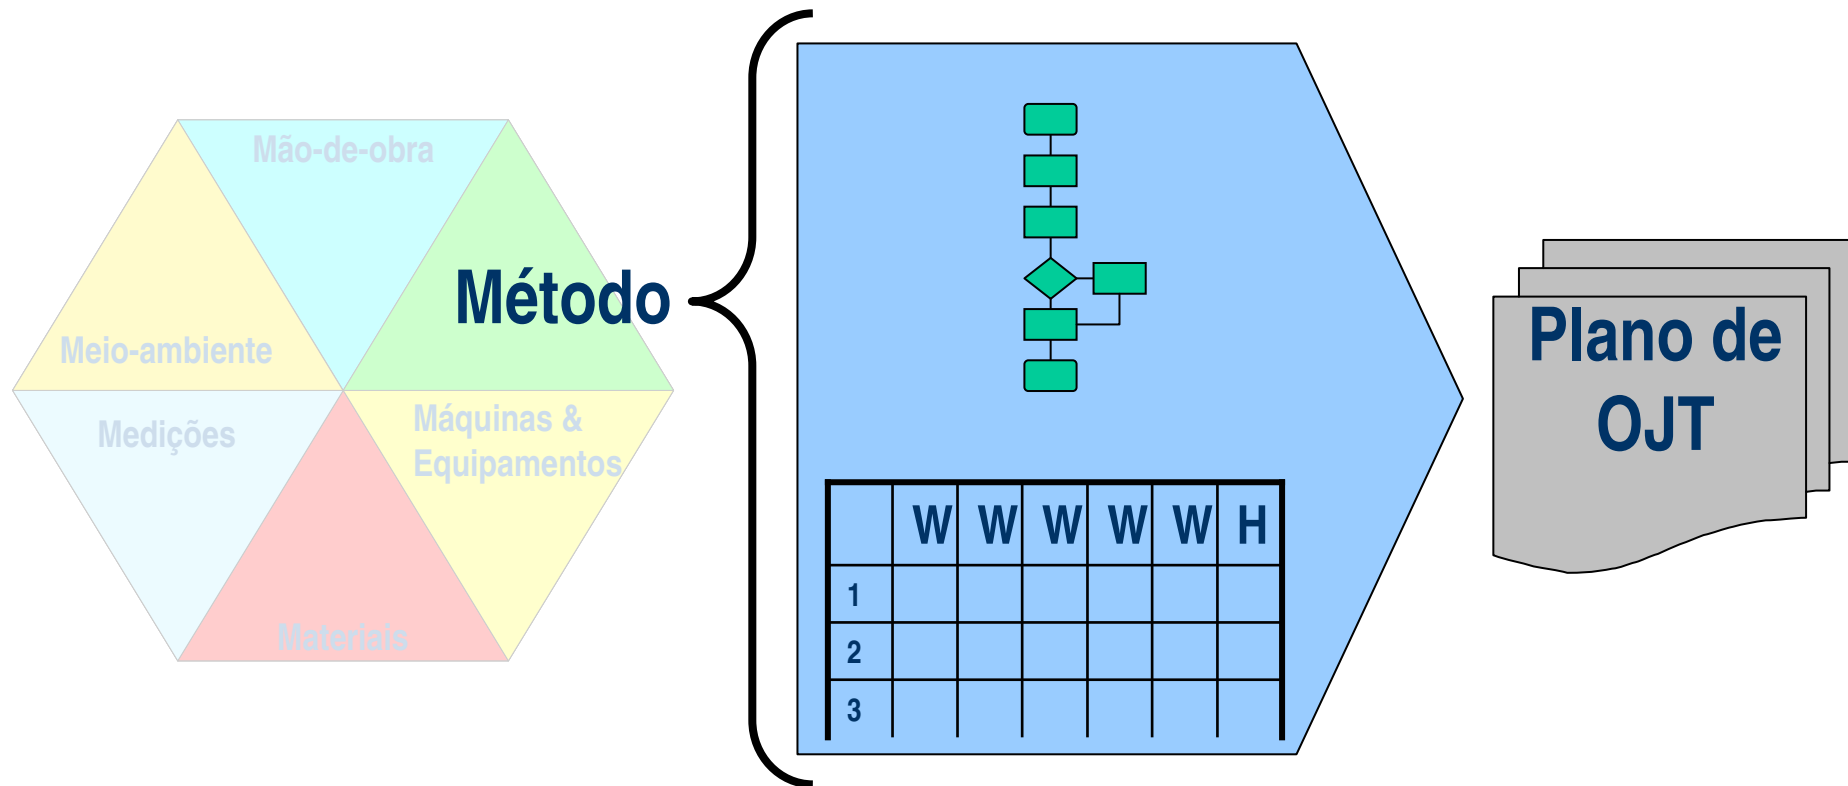 Mão-de-obra
Método
Meio-ambiente
Medições
Máquinas &
Equipamentos
Materiais
W W W W W H
1
2
3
Plano de
OJT